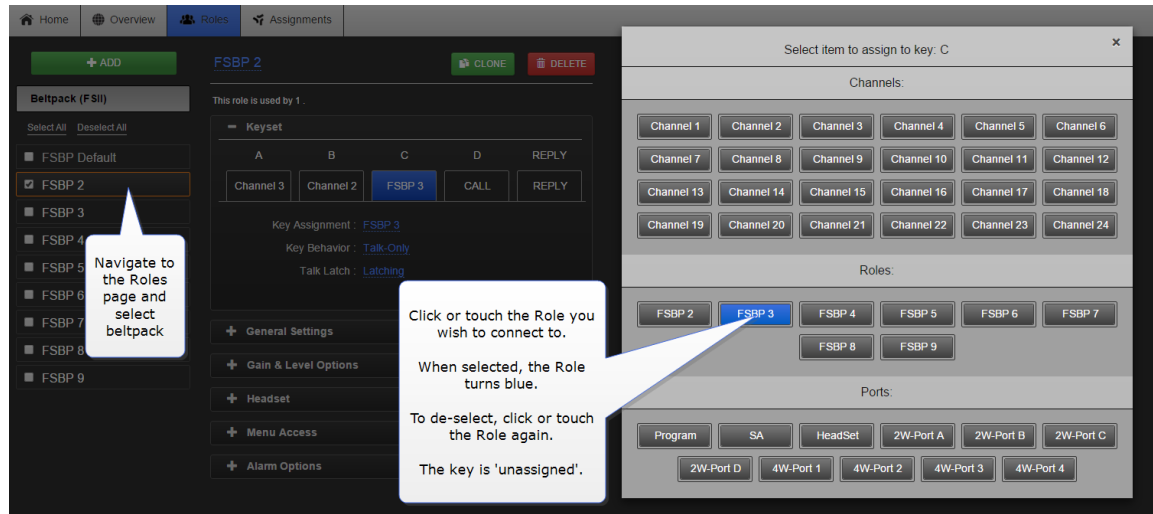 Home Overview Roles Assignments
+ ADD
Beltpack (FSII)
Select All Deselect All
FSBP Default
FSBP 2
FSBP 3
FSBP 4
FSBP 5
FSBP 6
FSBP 7
FSBP 8
FSBP 9
Navigate to
the Roles
page and
select
beltpack
FSBP 2 CLONE DELETE
This role is used by 1 .
Keyset
A B C D REPLY
Channel 3 Channel 2 FSBP 3 CALL REPLY
Key Assignment : FSBP 3
Key Behavior : Talk-Only
Talk Latch : Latching
General Settings
Gain & Level Options
Headset
Menu Access
Alarm Options
Click or touch the Role you
wish to connect to.
When selected, the Role
turns blue.
To de-select, click or touch
the Role again.
The key is 'unassigned'.
Select item to assign to key: C ×
Channels:
Channel 1 Channel 2 Channel 3 Channel 4 Channel 5 Channel 6
Channel 7 Channel 8 Channel 9 Channel 10 Channel 11 Channel 12
Channel 13 Channel 14 Channel 15 Channel 16 Channel 17 Channel 18
Channel 19 Channel 20 Channel 21 Channel 22 Channel 23 Channel 24
Roles:
FSBP 2 FSBP 3 FSBP 4 FSBP 5 FSBP 6 FSBP 7
FSBP 8 FSBP 9
Ports:
Program SA HeadSet 2W-Port A 2W-Port B 2W-Port C
2W-Port D 4W-Port 1 4W-Port 2 4W-Port 3 4W-Port 4